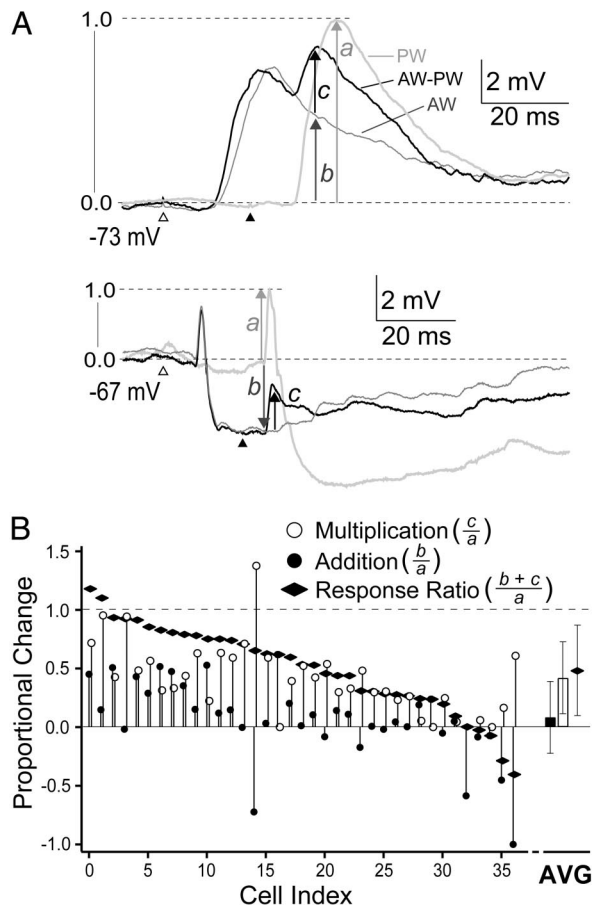 A
1.0
a
PW
AW-PW
AW
c
b
2 mV
20 ms
0.0
-73 mV
1.0
a
2 mV
20 ms
0.0
b
c
-67 mV
B
Multiplication (c/a)
Addition (b/a)
Response Ratio (b + c/a)
Proportional Change
1.5
1.0
0.5
0.0
-0.5
-1.0
0 5 10 15 20 25 30 35 AVG
Cell Index